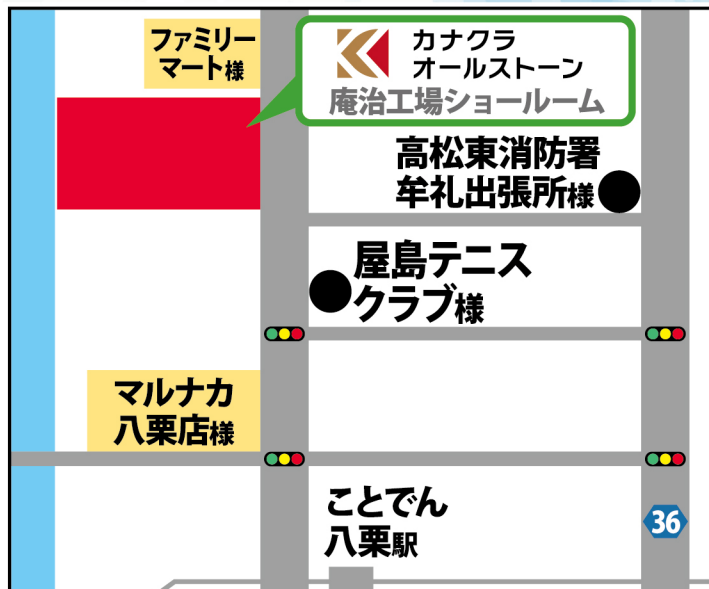 ファミリー
マート様
カナクラ
オールストーン
庵治工場ショールーム
高松東消防署
牟礼出張所様
屋島テニス
クラブ様
マルナカ
八栗店様
ことでん
八栗駅
36